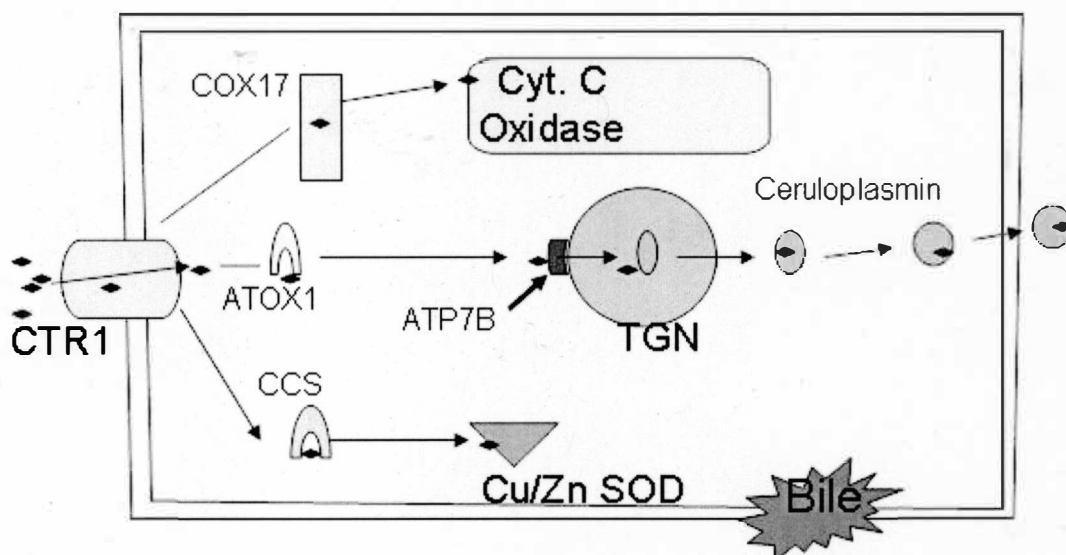 COX17
Cyt. C
Oxidase
Ceruloplasmin
CTR1
ATOX1
ATP7B
TGN
CCS
Cu/Zn SOD
Bile